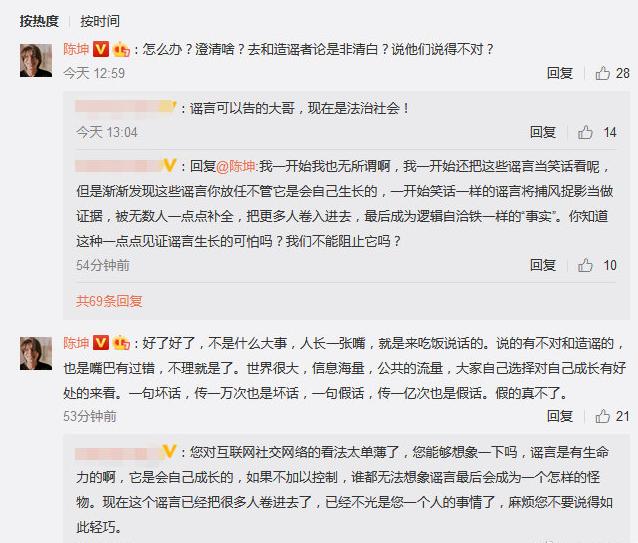 按热度 按时间
陈坤：怎么办？澄清啥？去和造谣者论是非清白？说他们说得不对？
今天 12:59 回复 28
：谣言可以告的大哥，现在是法治社会！
今天 13:04 回复 14
：回复@陈坤:我一开始我也无所谓啊，我一开始还把这些谣言当笑话看呢，
但是渐渐发现这些谣言你放任不管它是会自己生长的，一开始笑话一样的谣言将捕风捉影当做
证据，被无数人一点点补全，把更多人卷入进去，最后成为逻辑自洽铁一样的“事实”。你知道
这种一点点见证谣言生长的可怕吗？我们不能阻止它吗？
54分钟前 回复 10
共69条回复
陈坤：好了好了，不是什么大事，人长一张嘴，就是来吃饭说话的。说的有不对和造谣的，
也是嘴巴有过错，不理就是了。世界很大，信息海量，公共的流量，大家自己选择对自己成长有好
处的来看。一句坏话，传一万次也是坏话，一句假话，传一亿次也是假话。假的真不了。
53分钟前 回复 21
：您对互联网社交网络的看法太单薄了，您能够想象一下吗，谣言是有生命
力的啊，它是会自己成长的，如果不加以控制，谁都无法想象谣言最后会成为一个怎样的怪
物。现在这个谣言已经把很多人卷进去了，已经不光是您一个人的事情了，麻烦您不要说得如
此轻巧。